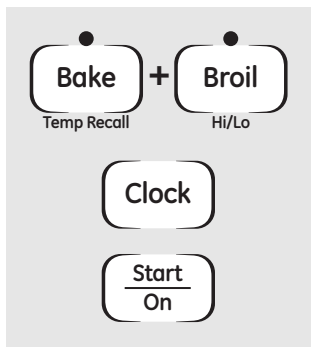 Bake + Broil
Temp Recall Hi/Lo
Clock
Start
On